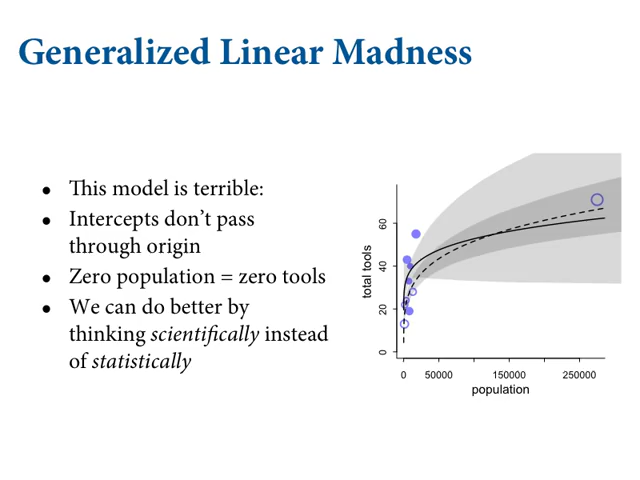 Generalized Linear Madness
• This model is terrible:
• Intercepts don't pass
through origin
• Zero population = zero tools
• We can do better by
thinking scientifically instead
of statistically
total tools
60
40
20
0
0 50000 150000 250000
population